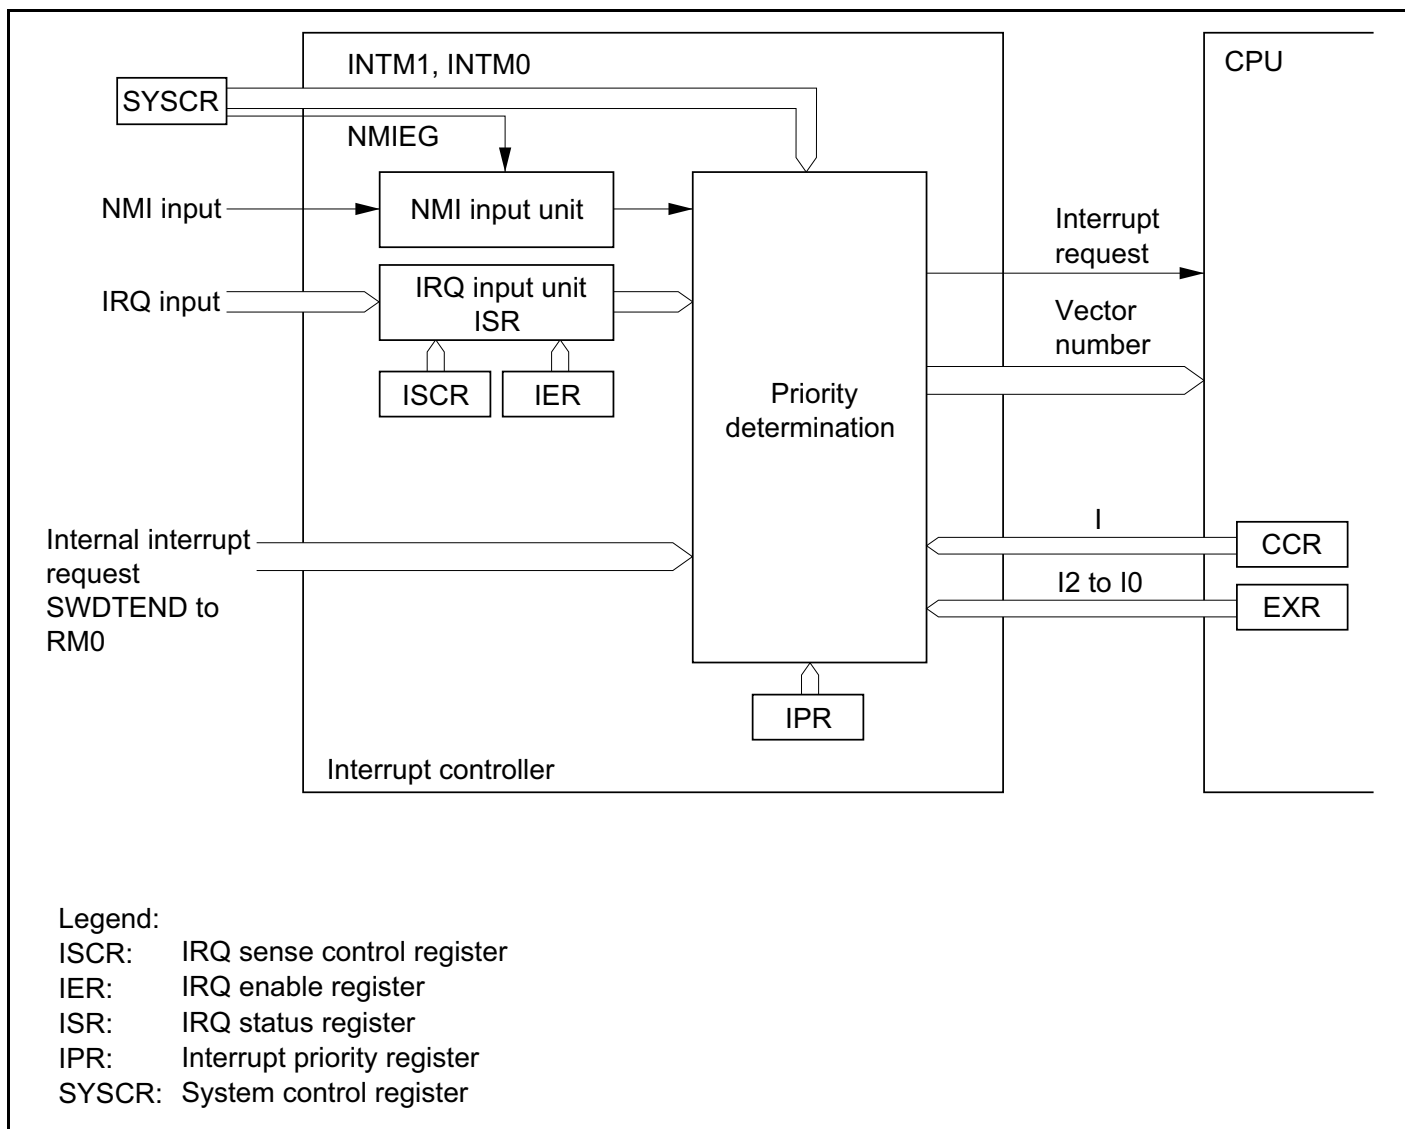 INTM1, INTM0
CPU
SYSCR
NMIEG
NMI input
NMI input unit
Interrupt
request
IRQ input
IRQ input unit
ISR
Vector
number
ISCR
IER
Priority
determination
Internal interrupt
request
SWDTEND to
RM0
I
CCR
I2 to I0
EXR
IPR
Interrupt controller
Legend:
ISCR: IRQ sense control register
IER: IRQ enable register
ISR: IRQ status register
IPR: Interrupt priority register
SYSCR: System control register